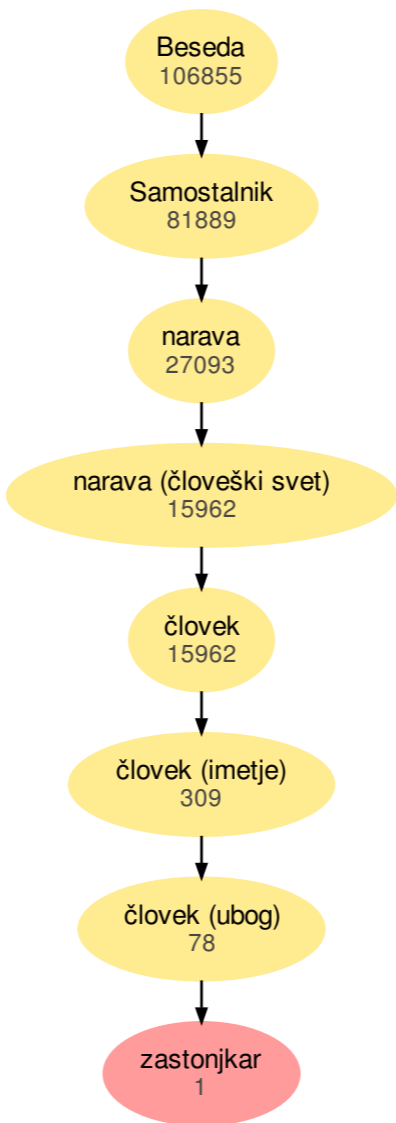 Beseda
106855
Samostalnik
81889
narava
27093
narava (človeški svet)
15962
človek
15962
človek (imetje)
309
človek (ubog)
78
zastonjkar
1